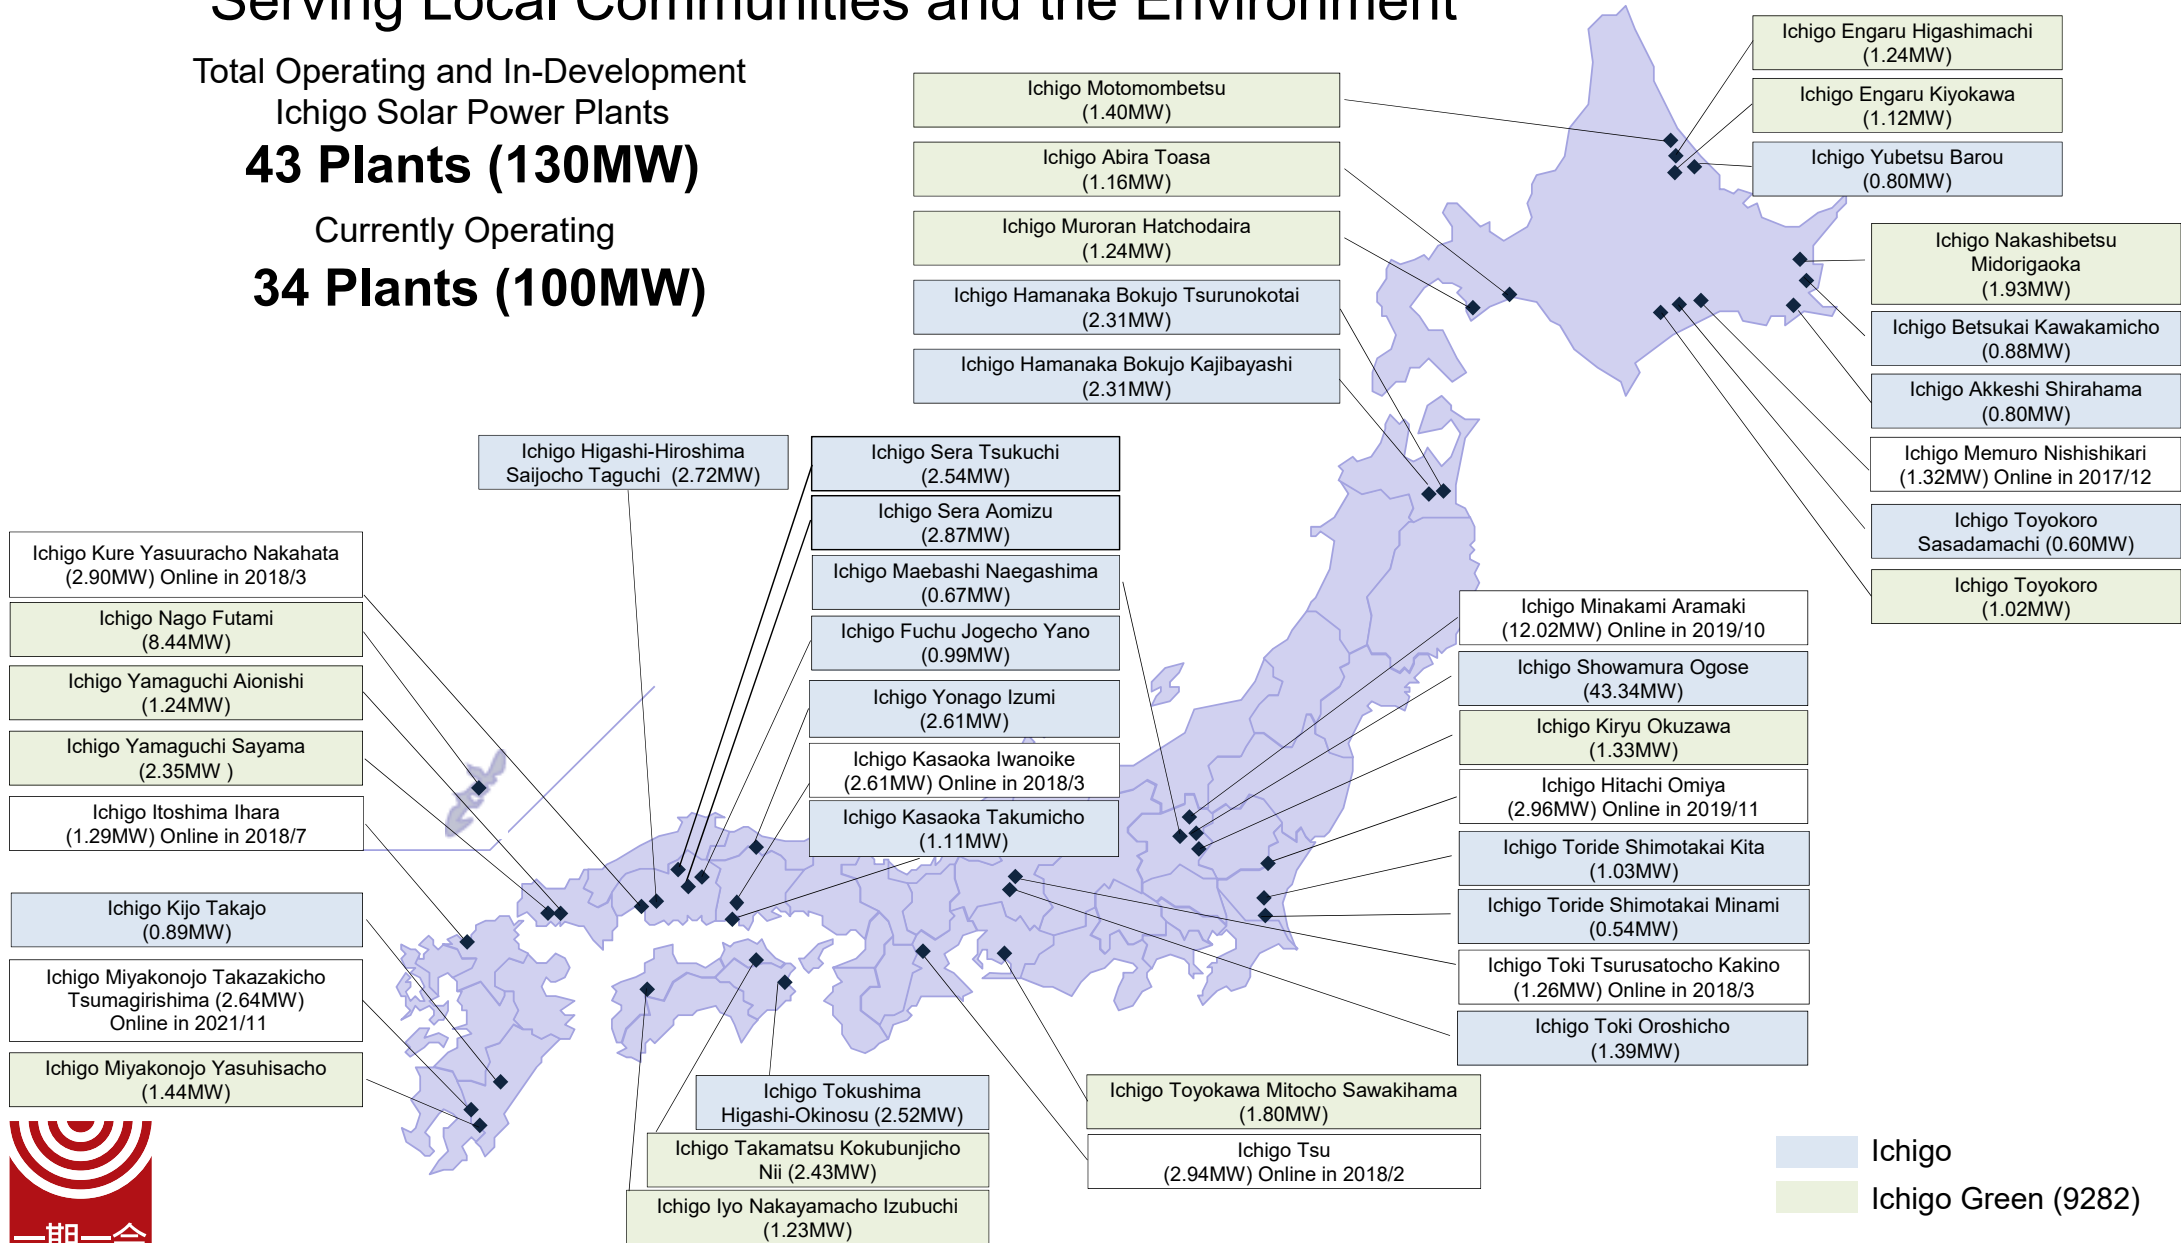 Serving Local Communities and the Environment
Total Operating and In-Development
Ichigo Solar Power Plants
43 Plants (130MW)
Currently Operating
34 Plants (100MW)
Ichigo Motomombetsu
(1.40MW)
Ichigo Abira Toasa
(1.16MW)
Ichigo Muroran Hatchodaira
(1.24MW)
Ichigo Hamanaka Bokujo Tsurunokotai
(2.31MW)
Ichigo Hamanaka Bokujo Kajibayashi
(2.31MW)
Ichigo Engaru Higashimachi
(1.24MW)
Ichigo Engaru Kiyokawa
(1.12MW)
Ichigo Yubetsu Barou
(0.80MW)
Ichigo Nakashibetsu
Midorigaoka
(1.93MW)
Ichigo Betsukai Kawakamicho
(0.88MW)
Ichigo Akkeshi Shirahama
(0.80MW)
Ichigo Memuro Nishishikari
(1.32MW) Online in 2017/12
Ichigo Toyokoro
Sasadamachi (0.60MW)
Ichigo Toyokoro
(1.02MW)
Ichigo Higashi-Hiroshima
Saijocho Taguchi (2.72MW)
Ichigo Sera Tsukuchi
(2.54MW)
Ichigo Sera Aomizu
(2.87MW)
Ichigo Maebashi Naegashima
(0.67MW)
Ichigo Fuchu Jogecho Yano
(0.99MW)
Ichigo Yonago Izumi
(2.61MW)
Ichigo Kasaoka Iwanoike
(2.61MW) Online in 2018/3
Ichigo Kasaoka Takumicho
(1.11MW)
Ichigo Kure Yasuuracho Nakahata
(2.90MW) Online in 2018/3
Ichigo Nago Futami
(8.44MW)
Ichigo Yamaguchi Aionishi
(1.24MW)
Ichigo Yamaguchi Sayama
(2.35MW )
Ichigo Itoshima Ihara
(1.29MW) Online in 2018/7
Ichigo Kijo Takajo
(0.89MW)
Ichigo Miyakonojo Takazakicho
Tsumagirishima (2.64MW)
Online in 2021/11
Ichigo Miyakonojo Yasuhisacho
(1.44MW)
Ichigo Minakami Aramaki
(12.02MW) Online in 2019/10
Ichigo Showamura Ogose
(43.34MW)
Ichigo Kiryu Okuzawa
(1.33MW)
Ichigo Hitachi Omiya
(2.96MW) Online in 2019/11
Ichigo Toride Shimotakai Kita
(1.03MW)
Ichigo Toride Shimotakai Minami
(0.54MW)
Ichigo Toki Tsurusatocho Kakino
(1.26MW) Online in 2018/3
Ichigo Toki Oroshicho
(1.39MW)
Ichigo Tokushima
Higashi-Okinosu (2.52MW)
Ichigo Takamatsu Kokubunjicho
Nii (2.43MW)
Ichigo Iyo Nakayamacho Izubuchi
(1.23MW)
Ichigo Toyokawa Mitocho Sawakihama
(1.80MW)
Ichigo Tsu
(2.94MW) Online in 2018/2
Ichigo
Ichigo Green (9282)
一期一会